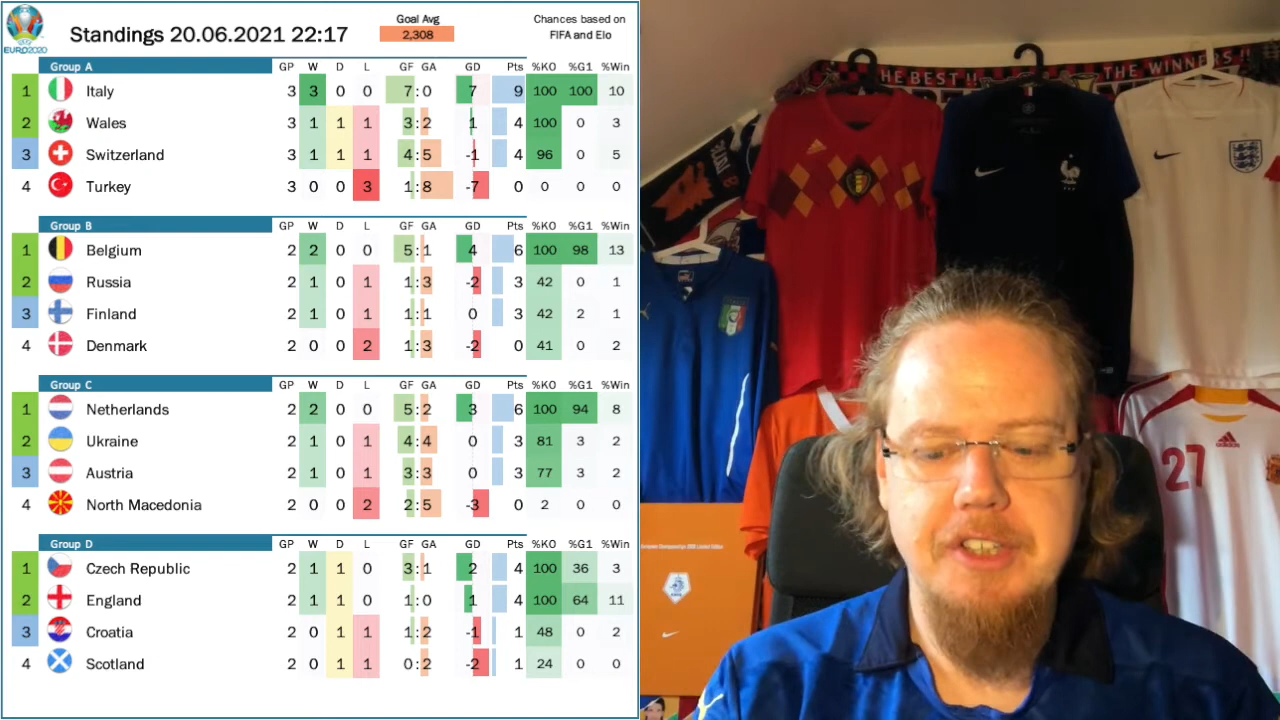 EURO2020
Standings 20.06.2021 22:17
Goal Avg
2,308
Chances based on
FIFA and Elo
Group A GP W D L GF GA GD Pts %KO %G1 %Win
1 Italy 3 3 0 0 7:0 7 9 100 100 10
2 Wales 3 1 1 1 3:2 1 4 100 0 3
3 Switzerland 3 1 1 1 4:5 -1 4 96 0 5
4 Turkey 3 0 0 3 1:8 -7 0 0 0 0
Group B GP W D L GF GA GD Pts %KO %G1 %Win
1 Belgium 2 2 0 0 5:1 4 6 100 98 13
2 Russia 2 1 0 1 1:3 -2 3 42 0 1
3 Finland 2 1 0 1 1:1 0 3 42 2 1
4 Denmark 2 0 0 2 1:3 -2 0 41 0 2
Group C GP W D L GF GA GD Pts %KO %G1 %Win
1 Netherlands 2 2 0 0 5:2 3 6 100 94 8
2 Ukraine 2 1 0 1 4:4 0 3 81 3 2
3 Austria 2 1 0 1 3:3 0 3 77 3 2
4 North Macedonia 2 0 0 2 2:5 -3 0 2 0 0
Group D GP W D L GF GA GD Pts %KO %G1 %Win
1 Czech Republic 2 1 1 0 3:1 2 4 100 36 3
2 England 2 1 1 0 1:0 1 4 100 64 11
3 Croatia 2 0 1 1 1:2 -1 1 48 0 2
4 Scotland 2 0 1 1 0:2 -2 1 24 0 0
THE BEST !!
THE WINNERS !!
27